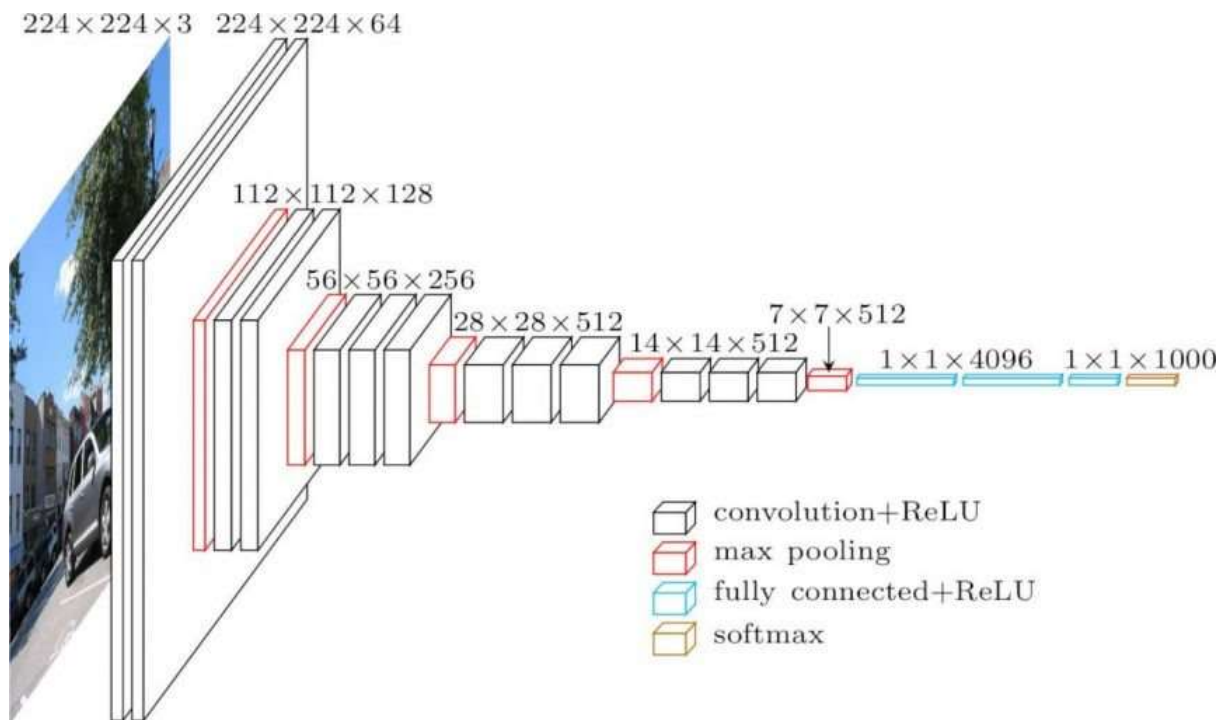 224×224×3
224×224×64
112×112×128
56×56×256
28×28×512
14×14×512
7×7×512
1×1×4096
1×1×1000
convolution+ReLU
max pooling
fully connected+ReLU
softmax